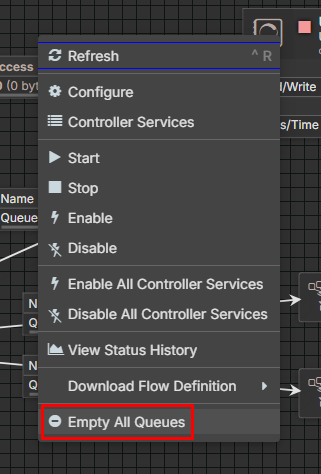 ccess
(0 byt
Refresh ^ R
Configure
d/Write
Controller Services
s/Time
Start
Stop
Name
Queue
Enable
Disable
Enable All Controller Services
N
Q
Disable All Controller Services
View Status History
N
Q
Download Flow Definition
Empty All Queues